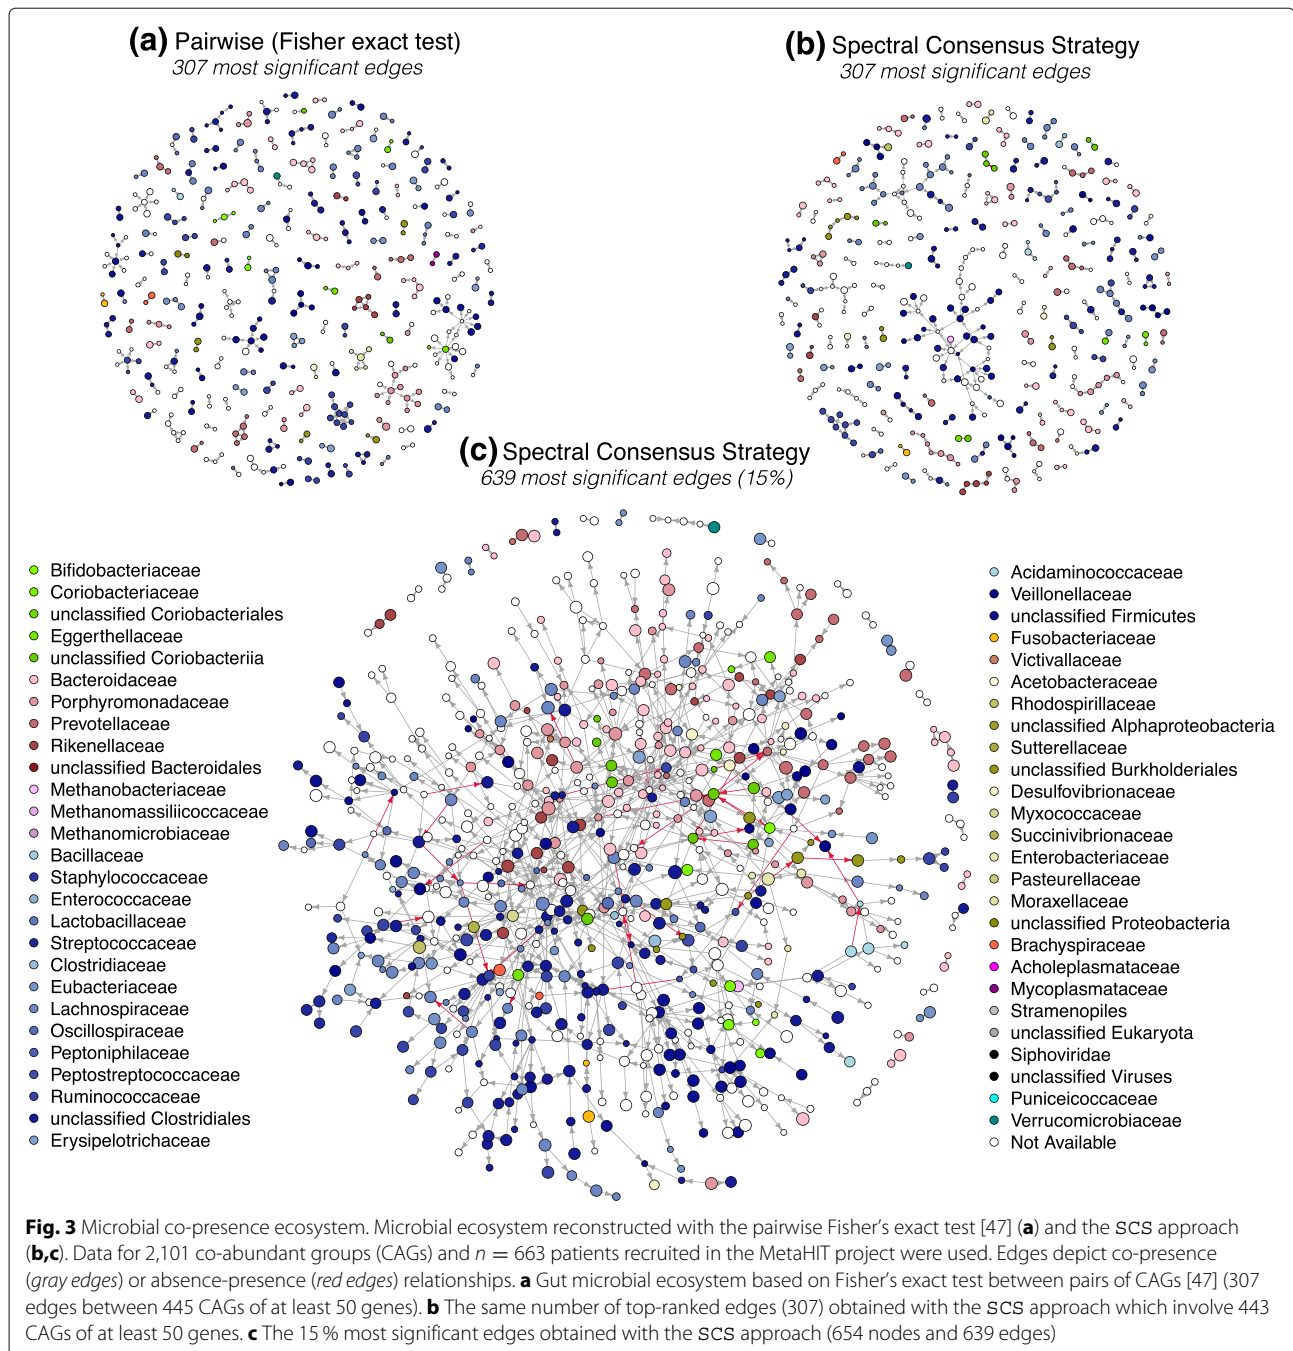 (a) Pairwise (Fisher exact test)
307 most significant edges
(b) Spectral Consensus Strategy
307 most significant edges
(c) Spectral Consensus Strategy
639 most significant edges (15%)
Bifidobacteriaceae
Coriobacteriaceae
unclassified Coriobacteriales
Eggerthellaceae
unclassified Coriobacteriia
Bacteroidaceae
Porphyromonadaceae
Prevotellaceae
Rikenellaceae
unclassified Bacteroidales
Methanobacteriaceae
Methanomassiliicoccaceae
Methanomicrobiaceae
Bacillaceae
Staphylococcaceae
Enterococcaceae
Lactobacillaceae
Streptococcaceae
Clostridiaceae
Eubacteriaceae
Lachnospiraceae
Oscillospiraceae
Peptoniphilaceae
Peptostreptococcaceae
Ruminococcaceae
unclassified Clostridiales
Erysipelotrichaceae
Acidaminococcaceae
Veillonellaceae
unclassified Firmicutes
Fusobacteriaceae
Victivallaceae
Acetobacteraceae
Rhodospirillaceae
unclassified Alphaproteobacteria
Sutterellaceae
unclassified Burkholderiales
Desulfovibrionaceae
Myxococcaceae
Succinivibrionaceae
Enterobacteriaceae
Pasteurellaceae
Moraxellaceae
unclassified Proteobacteria
Brachyspiraceae
Acholeplasmataceae
Mycoplasmataceae
Stramenopiles
unclassified Eukaryota
Siphoviridae
unclassified Viruses
Puniceicoccaceae
Verrucomicrobiaceae
Not Available
Fig. 3 Microbial co-presence ecosystem. Microbial ecosystem reconstructed with the pairwise Fisher's exact test [47] (a) and the SCS approach
(b,c). Data for 2,101 co-abundant groups (CAGs) and n = 663 patients recruited in the MetaHIT project were used. Edges depict co-presence
(gray edges) or absence-presence (red edges) relationships. a Gut microbial ecosystem based on Fisher's exact test between pairs of CAGs [47] (307
edges between 445 CAGs of at least 50 genes). b The same number of top-ranked edges (307) obtained with the SCS approach which involve 443
CAGs of at least 50 genes. c The 15 % most significant edges obtained with the SCS approach (654 nodes and 639 edges)